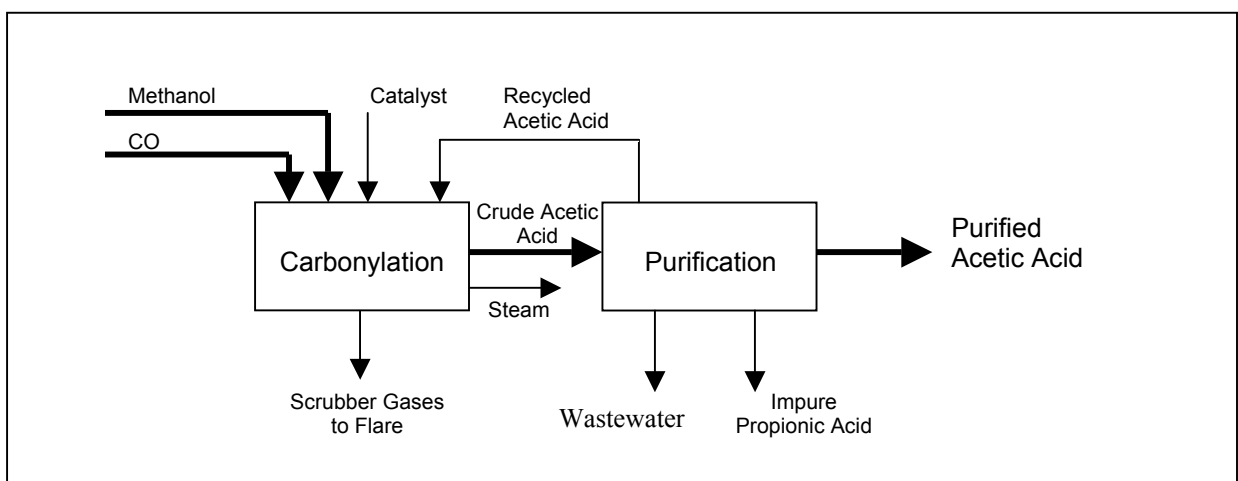 Methanol
CO
Catalyst
Recycled
Acetic Acid
Carbonylation
Crude Acetic
Acid
Steam
Purification
Purified
Acetic Acid
Scrubber Gases
to Flare
Wastewater
Impure
Propionic Acid